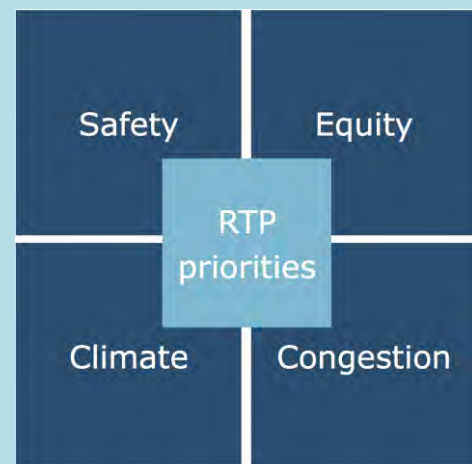 Safety
Equity
RTP
priorities
Climate
Congestion